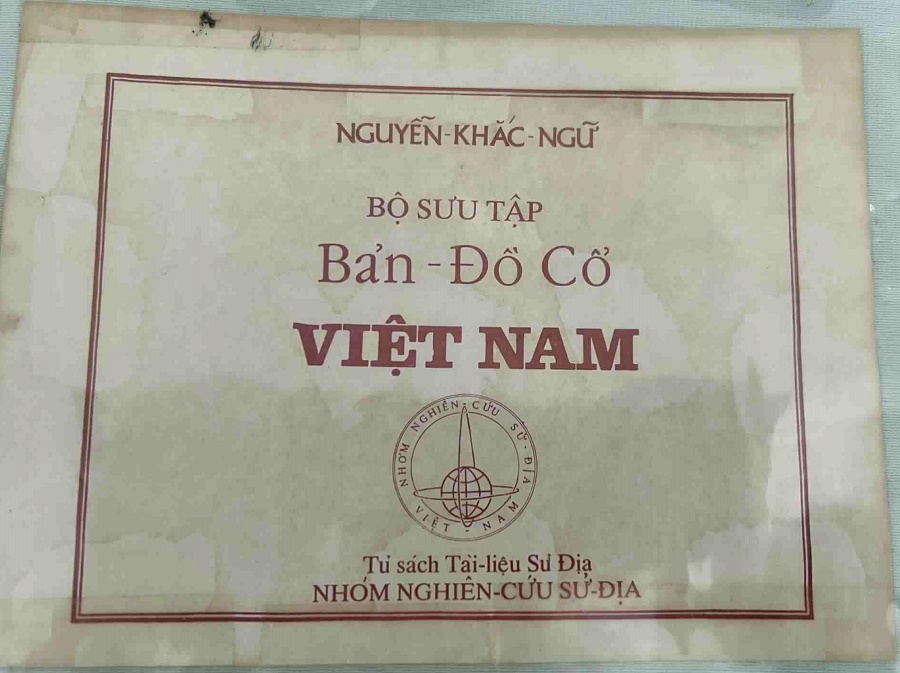 NGUYỄN-KHẮC-NGỮ
BỘ SƯU TẬP
Bản-Đồ Cổ
VIỆT NAM
NHÓM NGHIÊN-CỨU SỬ-ĐỊA
VIỆT-NAM
Tủ sách Tài-liệu Sử Địa
NHÓM NGHIÊN-CỨU SỬ-ĐỊA